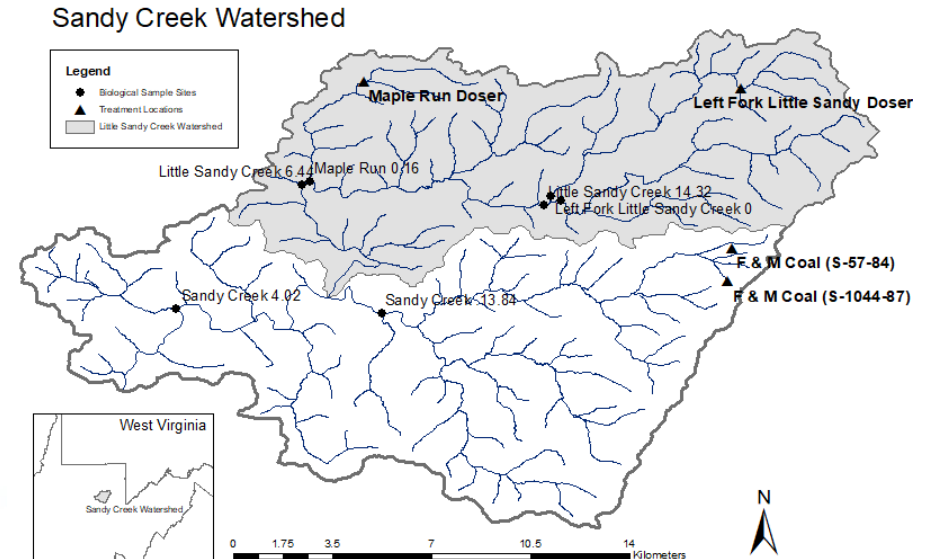 Sandy Creek Watershed
Legend
Biological Sample Sites
Treatment Locations
Little Sandy Creek Watershed
Maple Run Doser
Left Fork Little Sandy Doser
Little Sandy Creek 6.44
Maple Run 0.16
Little Sandy Creek 14.32
Left Fork Little Sandy Creek 0
F & M Coal (S-57-84)
F & M Coal (S-1044-87)
Sandy Creek 4.02
Sandy Creek 13.84
West Virginia
Sandy Creek Watershed
N
0 1.75 3.5 7 10.5 14
Kilometers